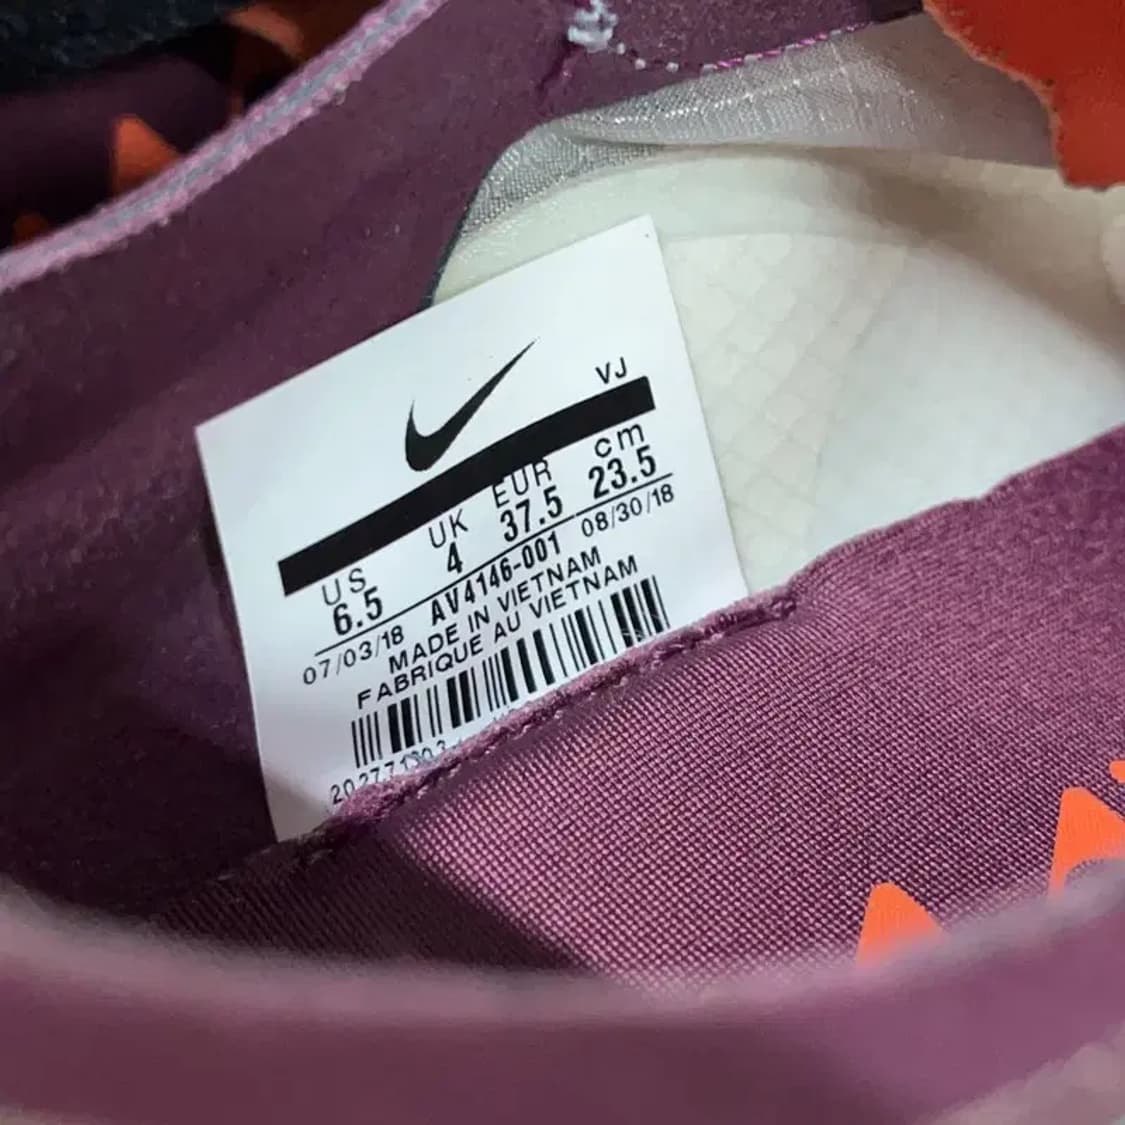 VJ
US UK EUR cm
6.5 4 37.5 23.5
07/03/18 AV4146-001 08/30/18
MADE IN VIETNAM
FABRIQUE AU VIETNAM